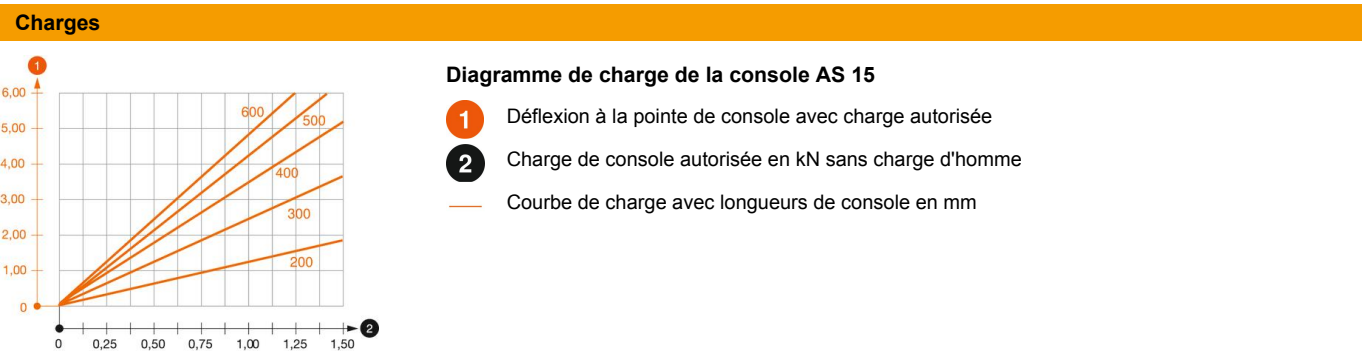 Charges
Diagramme de charge de la console AS 15
1 Déflexion à la pointe de console avec charge autorisée
2 Charge de console autorisée en kN sans charge d'homme
Courbe de charge avec longueurs de console en mm
1
6,00
5,00
4,00
3,00
2,00
1,00
0
600
500
400
300
200
2
0 0,25 0,50 0,75 1,00 1,25 1,50